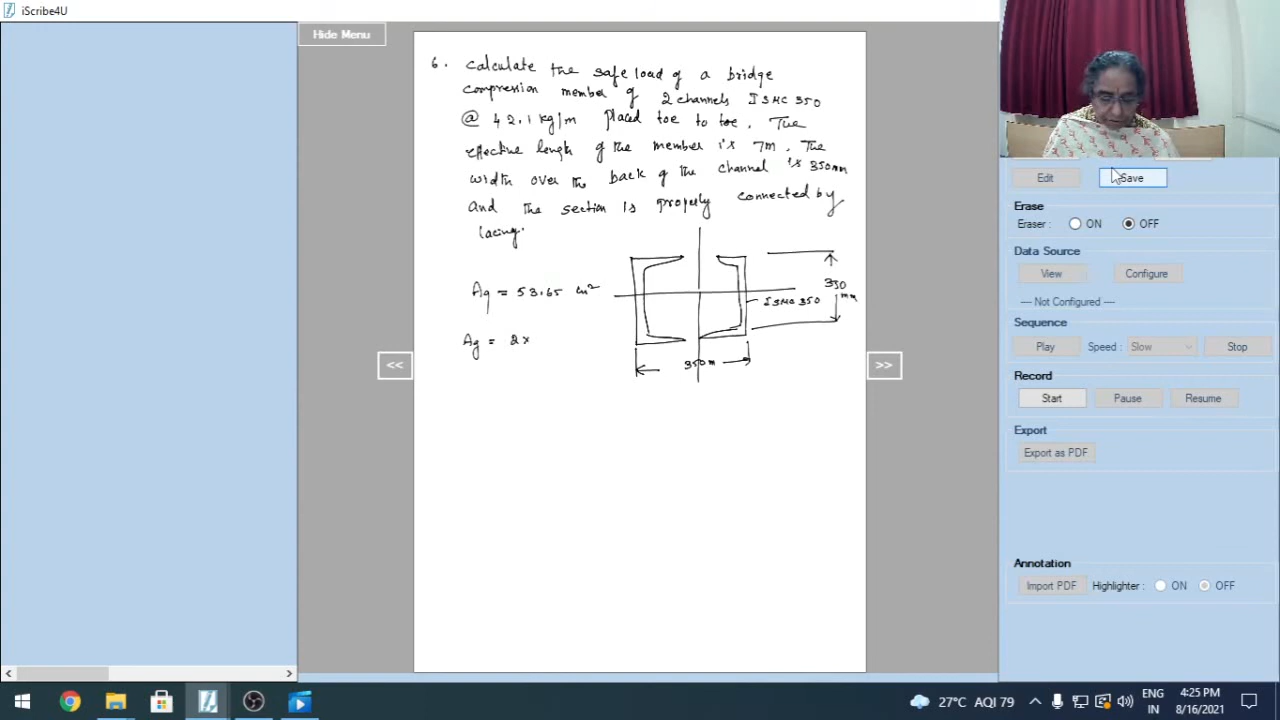 iScribe4U
Hide Menu
6. Calculate the safe load of a bridge
compression member of 2 channels ISMC 350
@ 42.1 kg/m placed toe to toe. The
effective length of the member is 7m. The
width over the back of the channel is 350mm
and the section is properly connected by
lacing.
Ag = 53.65 cm²
Ag = 2x
ISMC 350
350
mm
350m
<<
>>
Edit
Save
Erase
Eraser : ON OFF
Data Source
View Configure
---- Not Configured ----
Sequence
Play Speed : Slow Stop
Record
Start Pause Resume
Export
Export as PDF
Annotation
Import PDF Highlighter : ON OFF
27°C AQI 79
ENG
IN
4:25 PM
8/16/2021